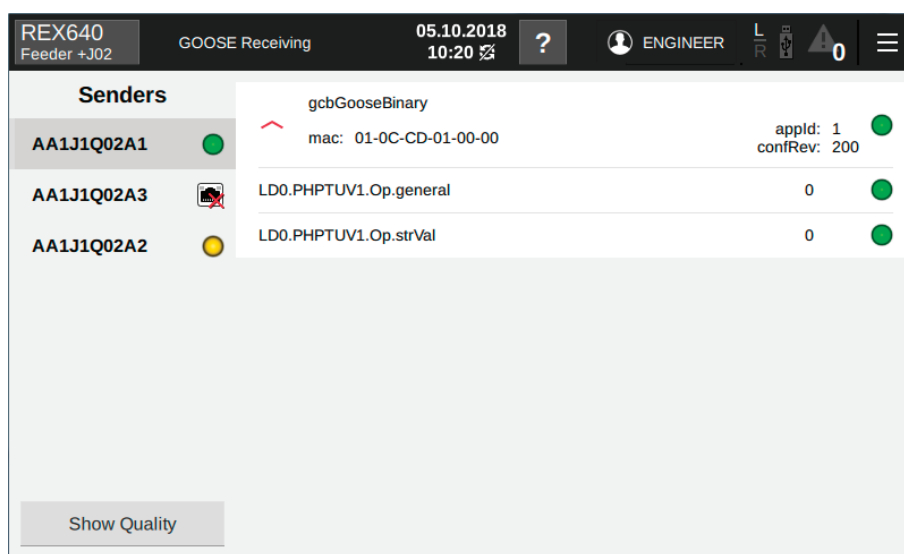 REX640
Feeder +J02
GOOSE Receiving
05.10.2018
10:20
?
ENGINEER
L
R
0
Senders
AA1J1Q02A1
AA1J1Q02A3
AA1J1Q02A2
gcbGooseBinary
mac: 01-0C-CD-01-00-00
appId: 1
confRev: 200
LD0.PHPTUV1.Op.general 0
LD0.PHPTUV1.Op.strVal 0
Show Quality